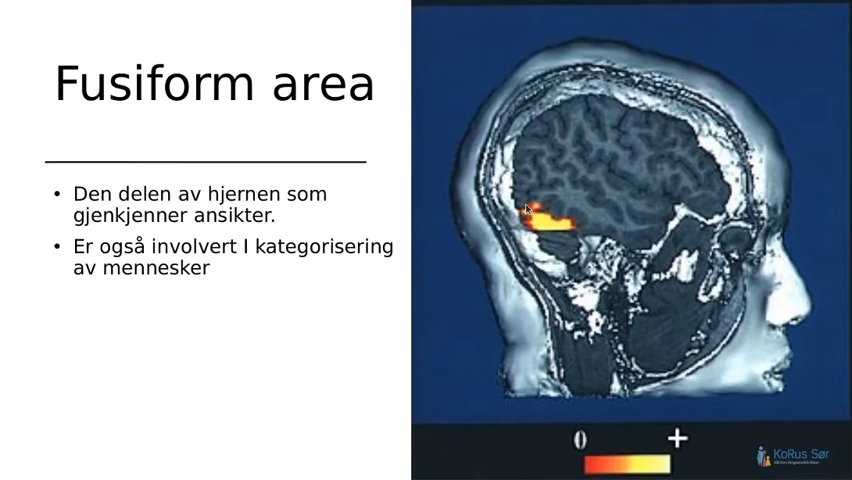 Fusiform area
• Den delen av hjernen som
gjenkjenner ansikter.
• Er også involvert I kategorisering
av mennesker
0 +
KoRus Sør